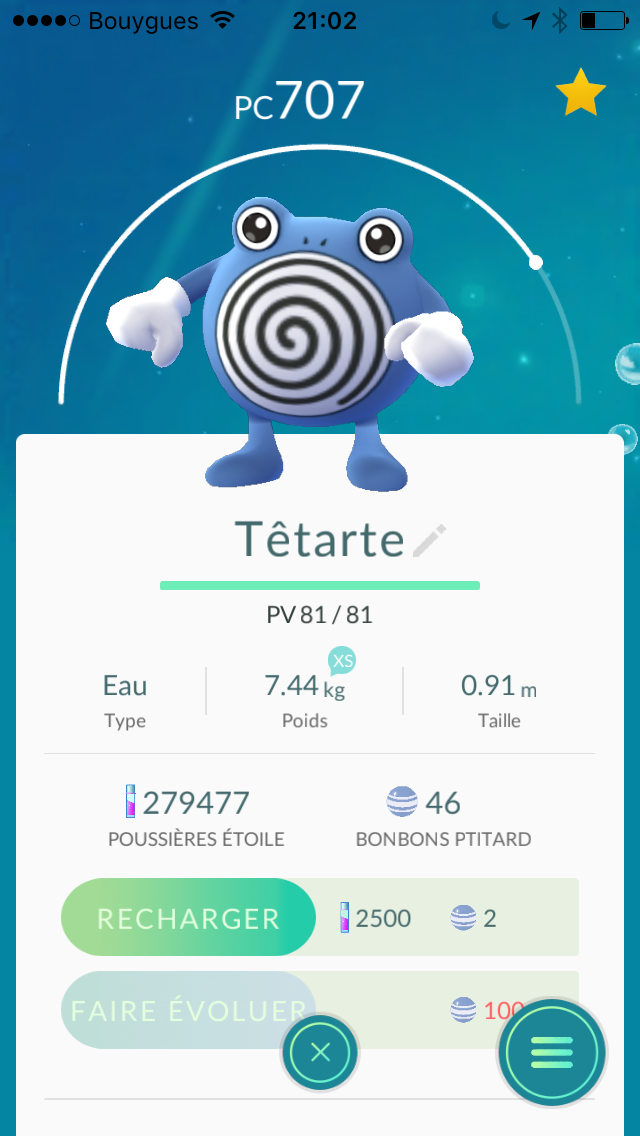 Bouygues 21:02
PC707
Têtarte
PV 81 / 81
XS
Eau 7.44 kg 0.91 m
Type Poids Taille
279477 46
POUSSIÈRES ÉTOILE BONBONS PTITARD
RECHARGER 2500 2
FAIRE ÉVOLUER 100